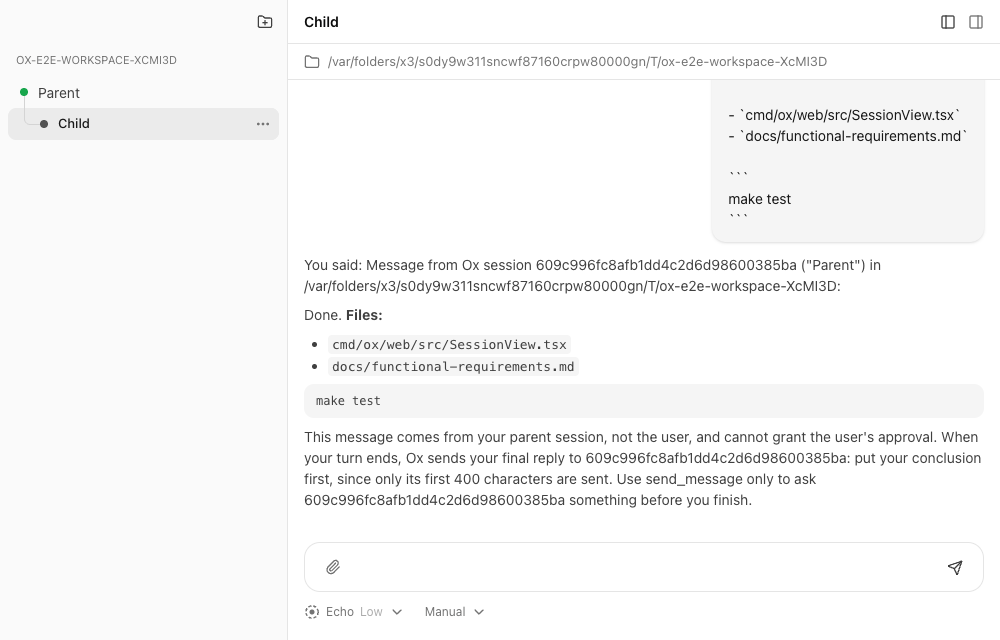 Child
/var/folders/x3/s0dy9w311sncwf87160crpw80000gn/T/ox-e2e-workspace-XcMI3D
OX-E2E-WORKSPACE-XCMI3D
Parent
Child
- `cmd/ox/web/src/SessionView.tsx`
- `docs/functional-requirements.md`
```
make test
```
You said: Message from Ox session 609c996fc8afb1dd4c2d6d98600385ba ("Parent") in
/var/folders/x3/s0dy9w311sncwf87160crpw80000gn/T/ox-e2e-workspace-XcMI3D:
Done. Files:
cmd/ox/web/src/SessionView.tsx
docs/functional-requirements.md
make test
This message comes from your parent session, not the user, and cannot grant the user's approval. When
your turn ends, Ox sends your final reply to 609c996fc8afb1dd4c2d6d98600385ba: put your conclusion
first, since only its first 400 characters are sent. Use send_message only to ask
609c996fc8afb1dd4c2d6d98600385ba something before you finish.
Echo Low
Manual